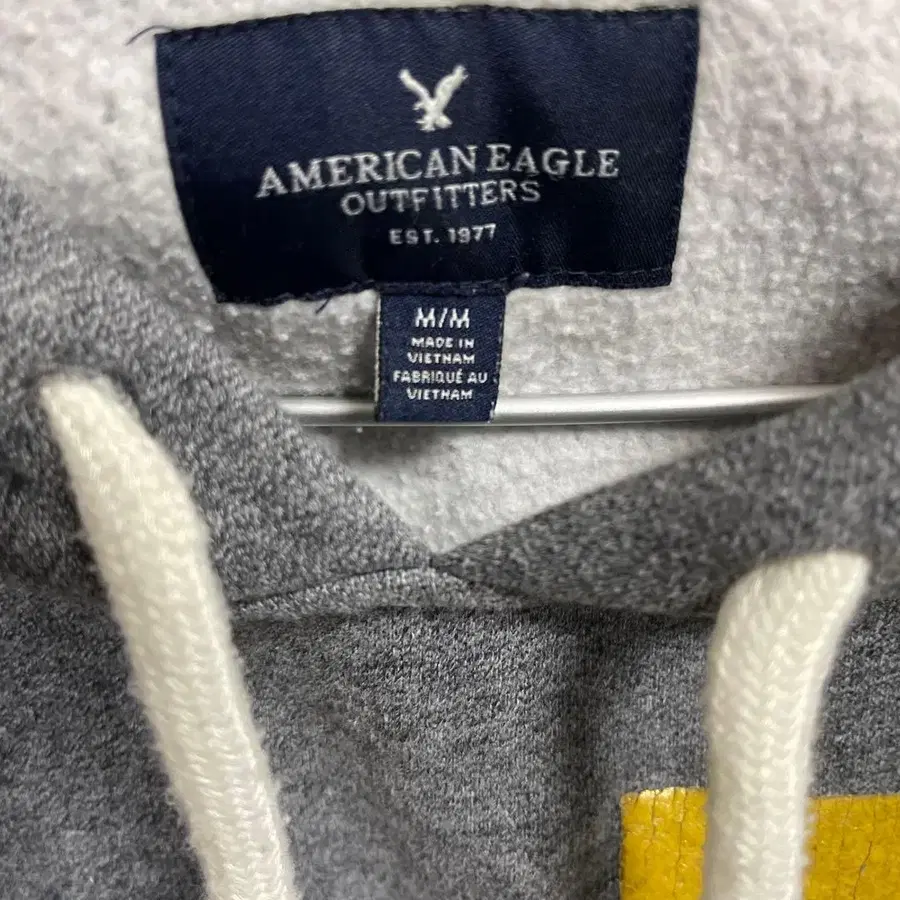 AMERICAN EAGLE
OUTFITTERS
EST. 1977
M/M
MADE IN
VIETNAM
FABRIQUÉ AU
VIETNAM